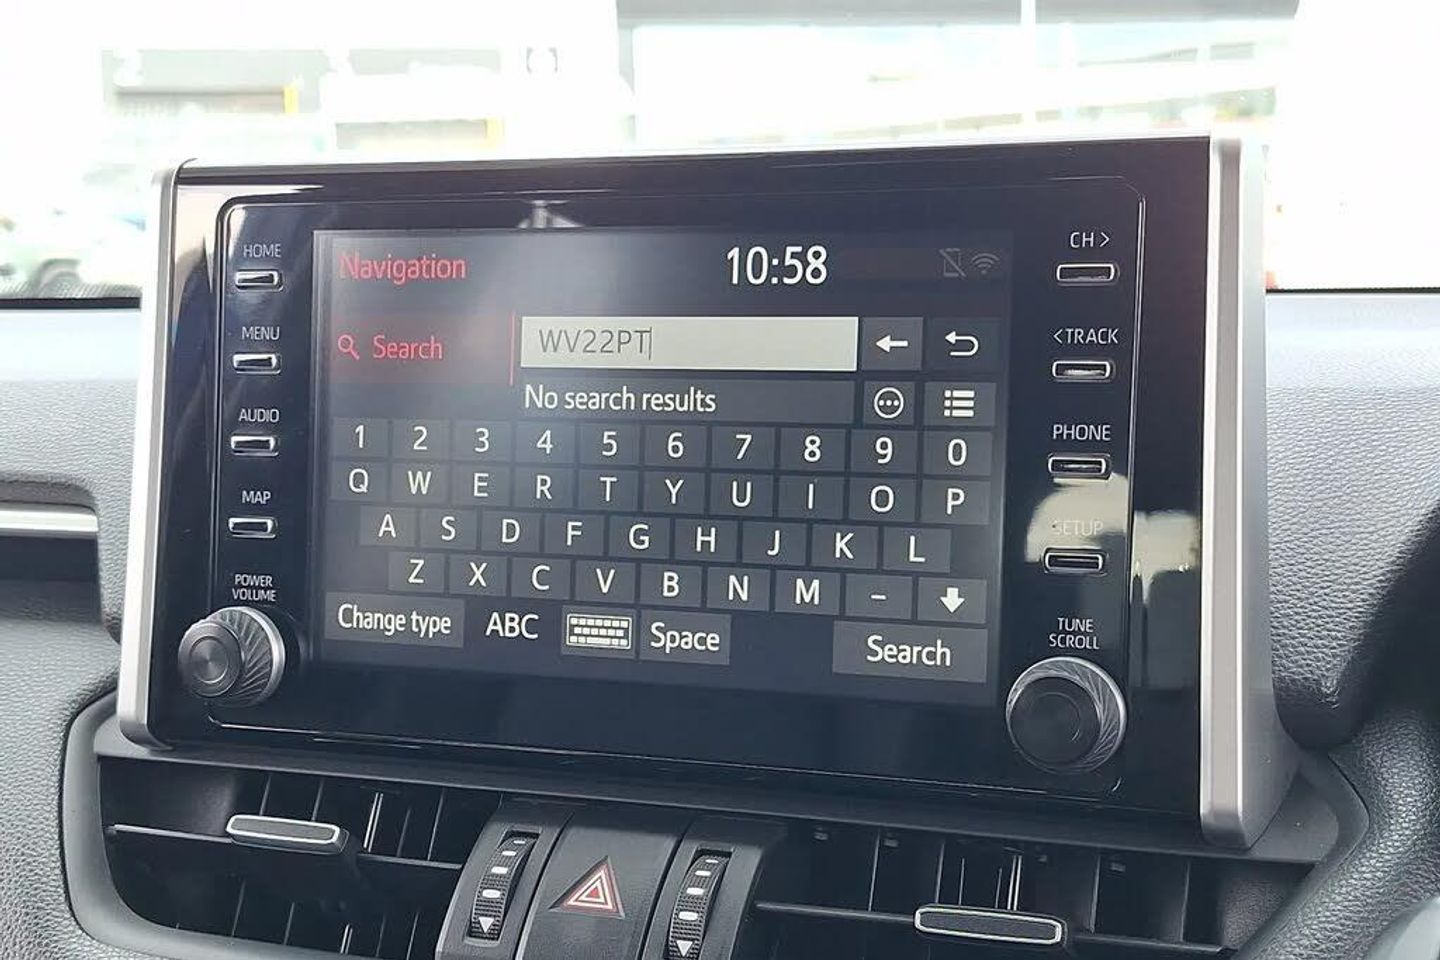 HOME
MENU
AUDIO
MAP
POWER
VOLUME
Navigation
10:58
Search
WV22PT
No search results
1 2 3 4 5 6 7 8 9 0
Q W E R T Y U I O P
A S D F G H J K L
Z X C V B N M -
Change type ABC Space Search
CH >
< TRACK
PHONE
SETUP
TUNE
SCROLL